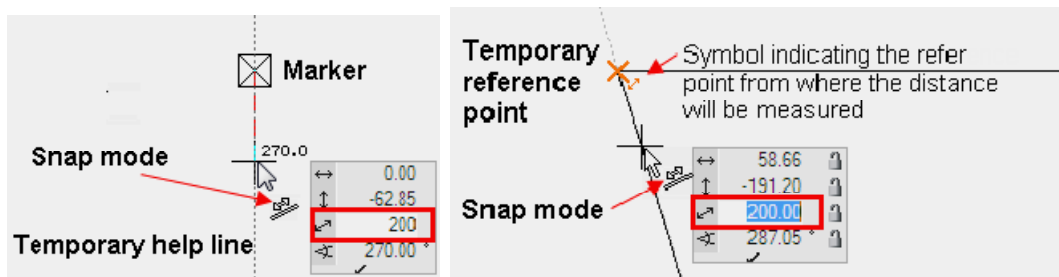 Marker
270.0
Snap mode
0.00
-62.85
200
270.00 °
Temporary help line
Temporary
reference
point
Symbol indicating the refer
point from where the distance
will be measured
Snap mode
58.66
-191.20
200.00
287.05 °